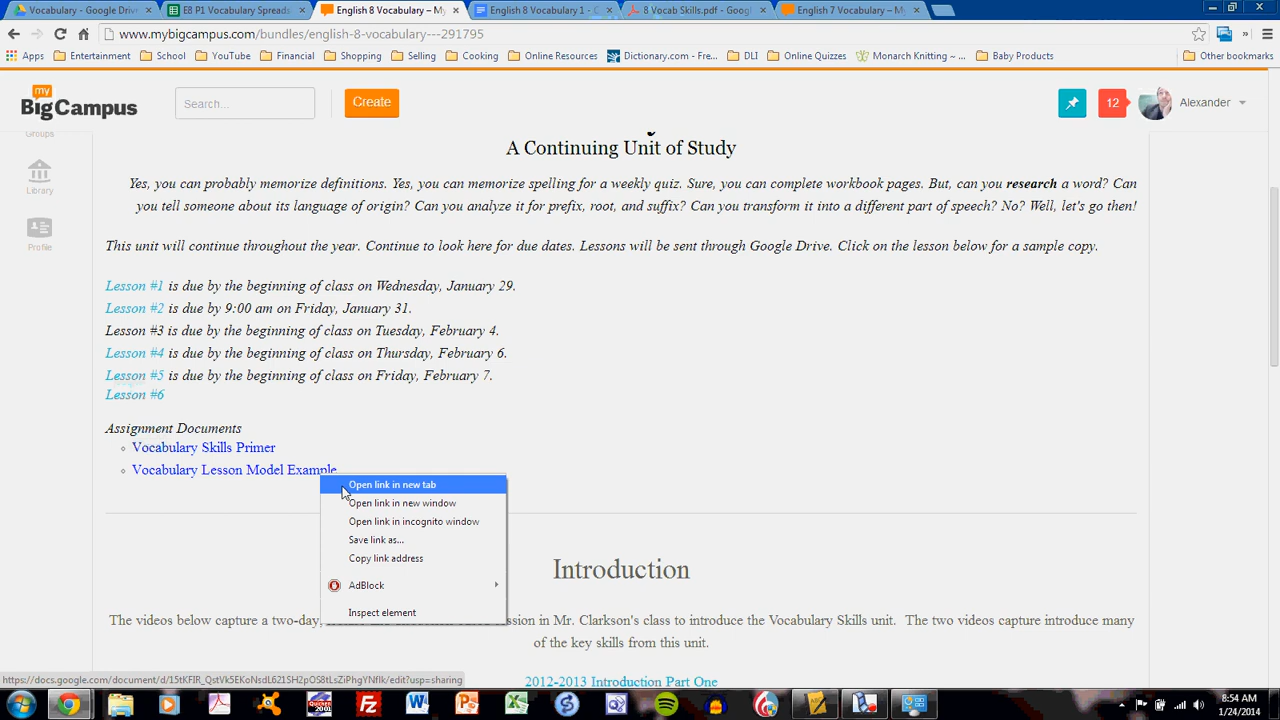 Vocabulary - Google Drive
E8 P1 Vocabulary Spreads
English 8 Vocabulary – My
English 8 Vocabulary 1 - G
8 Vocab Skills.pdf - Googl
English 7 Vocabulary – My
www.mybigcampus.com/bundles/english-8-vocabulary---291795
Apps Entertainment School YouTube Financial Shopping Selling Cooking Online Resources Dictionary.com - Fre... DLI Online Quizzes Monarch Knitting ~ ... Baby Products Other bookmarks
my
BigCampus
Search...
Create
12
Alexander
Groups
Library
Profile
A Continuing Unit of Study
Yes, you can probably memorize definitions. Yes, you can memorize spelling for a weekly quiz. Sure, you can complete workbook pages. But, can you research a word? Can
you tell someone about its language of origin? Can you analyze it for prefix, root, and suffix? Can you transform it into a different part of speech? No? Well, let's go then!
This unit will continue throughout the year. Continue to look here for due dates. Lessons will be sent through Google Drive. Click on the lesson below for a sample copy.
Lesson #1 is due by the beginning of class on Wednesday, January 29.
Lesson #2 is due by 9:00 am on Friday, January 31.
Lesson #3 is due by the beginning of class on Tuesday, February 4.
Lesson #4 is due by the beginning of class on Thursday, February 6.
Lesson #5 is due by the beginning of class on Friday, February 7.
Lesson #6
Assignment Documents
Vocabulary Skills Primer
Vocabulary Lesson Model Example
Open link in new tab
Open link in new window
Open link in incognito window
Save link as...
Copy link address
AdBlock
Inspect element
Introduction
The videos below capture a two-day, ssion in Mr. Clarkson's class to introduce the Vocabulary Skills unit. The two videos capture introduce many
of the key skills from this unit.
2012-2013 Introduction Part One
https://docs.google.com/document/d/15tKFIR_QstVk5EKoNsdL621SH2pOS8tLsZiPhgYNflk/edit?usp=sharing
Quicken
2001
8:54 AM
1/24/2014